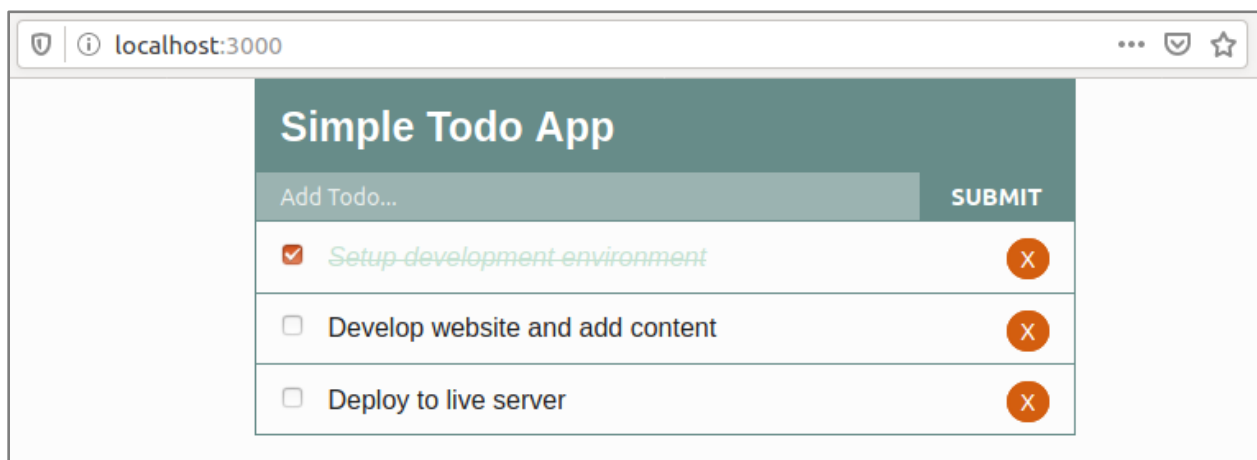 localhost:3000
Simple Todo App
Add Todo...
SUBMIT
Setup development environment
X
Develop website and add content
X
Deploy to live server
X